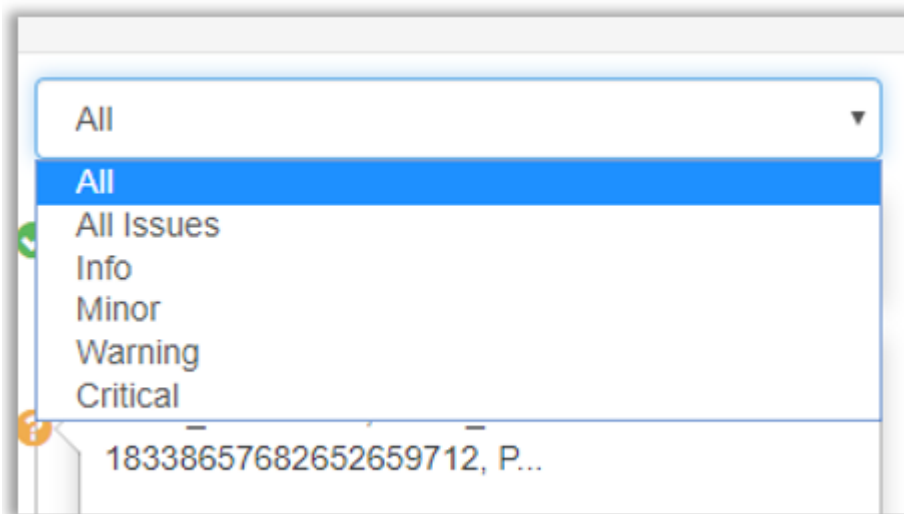 All
All
All Issues
Info
Minor
Warning
Critical
18338657682652659712, P...